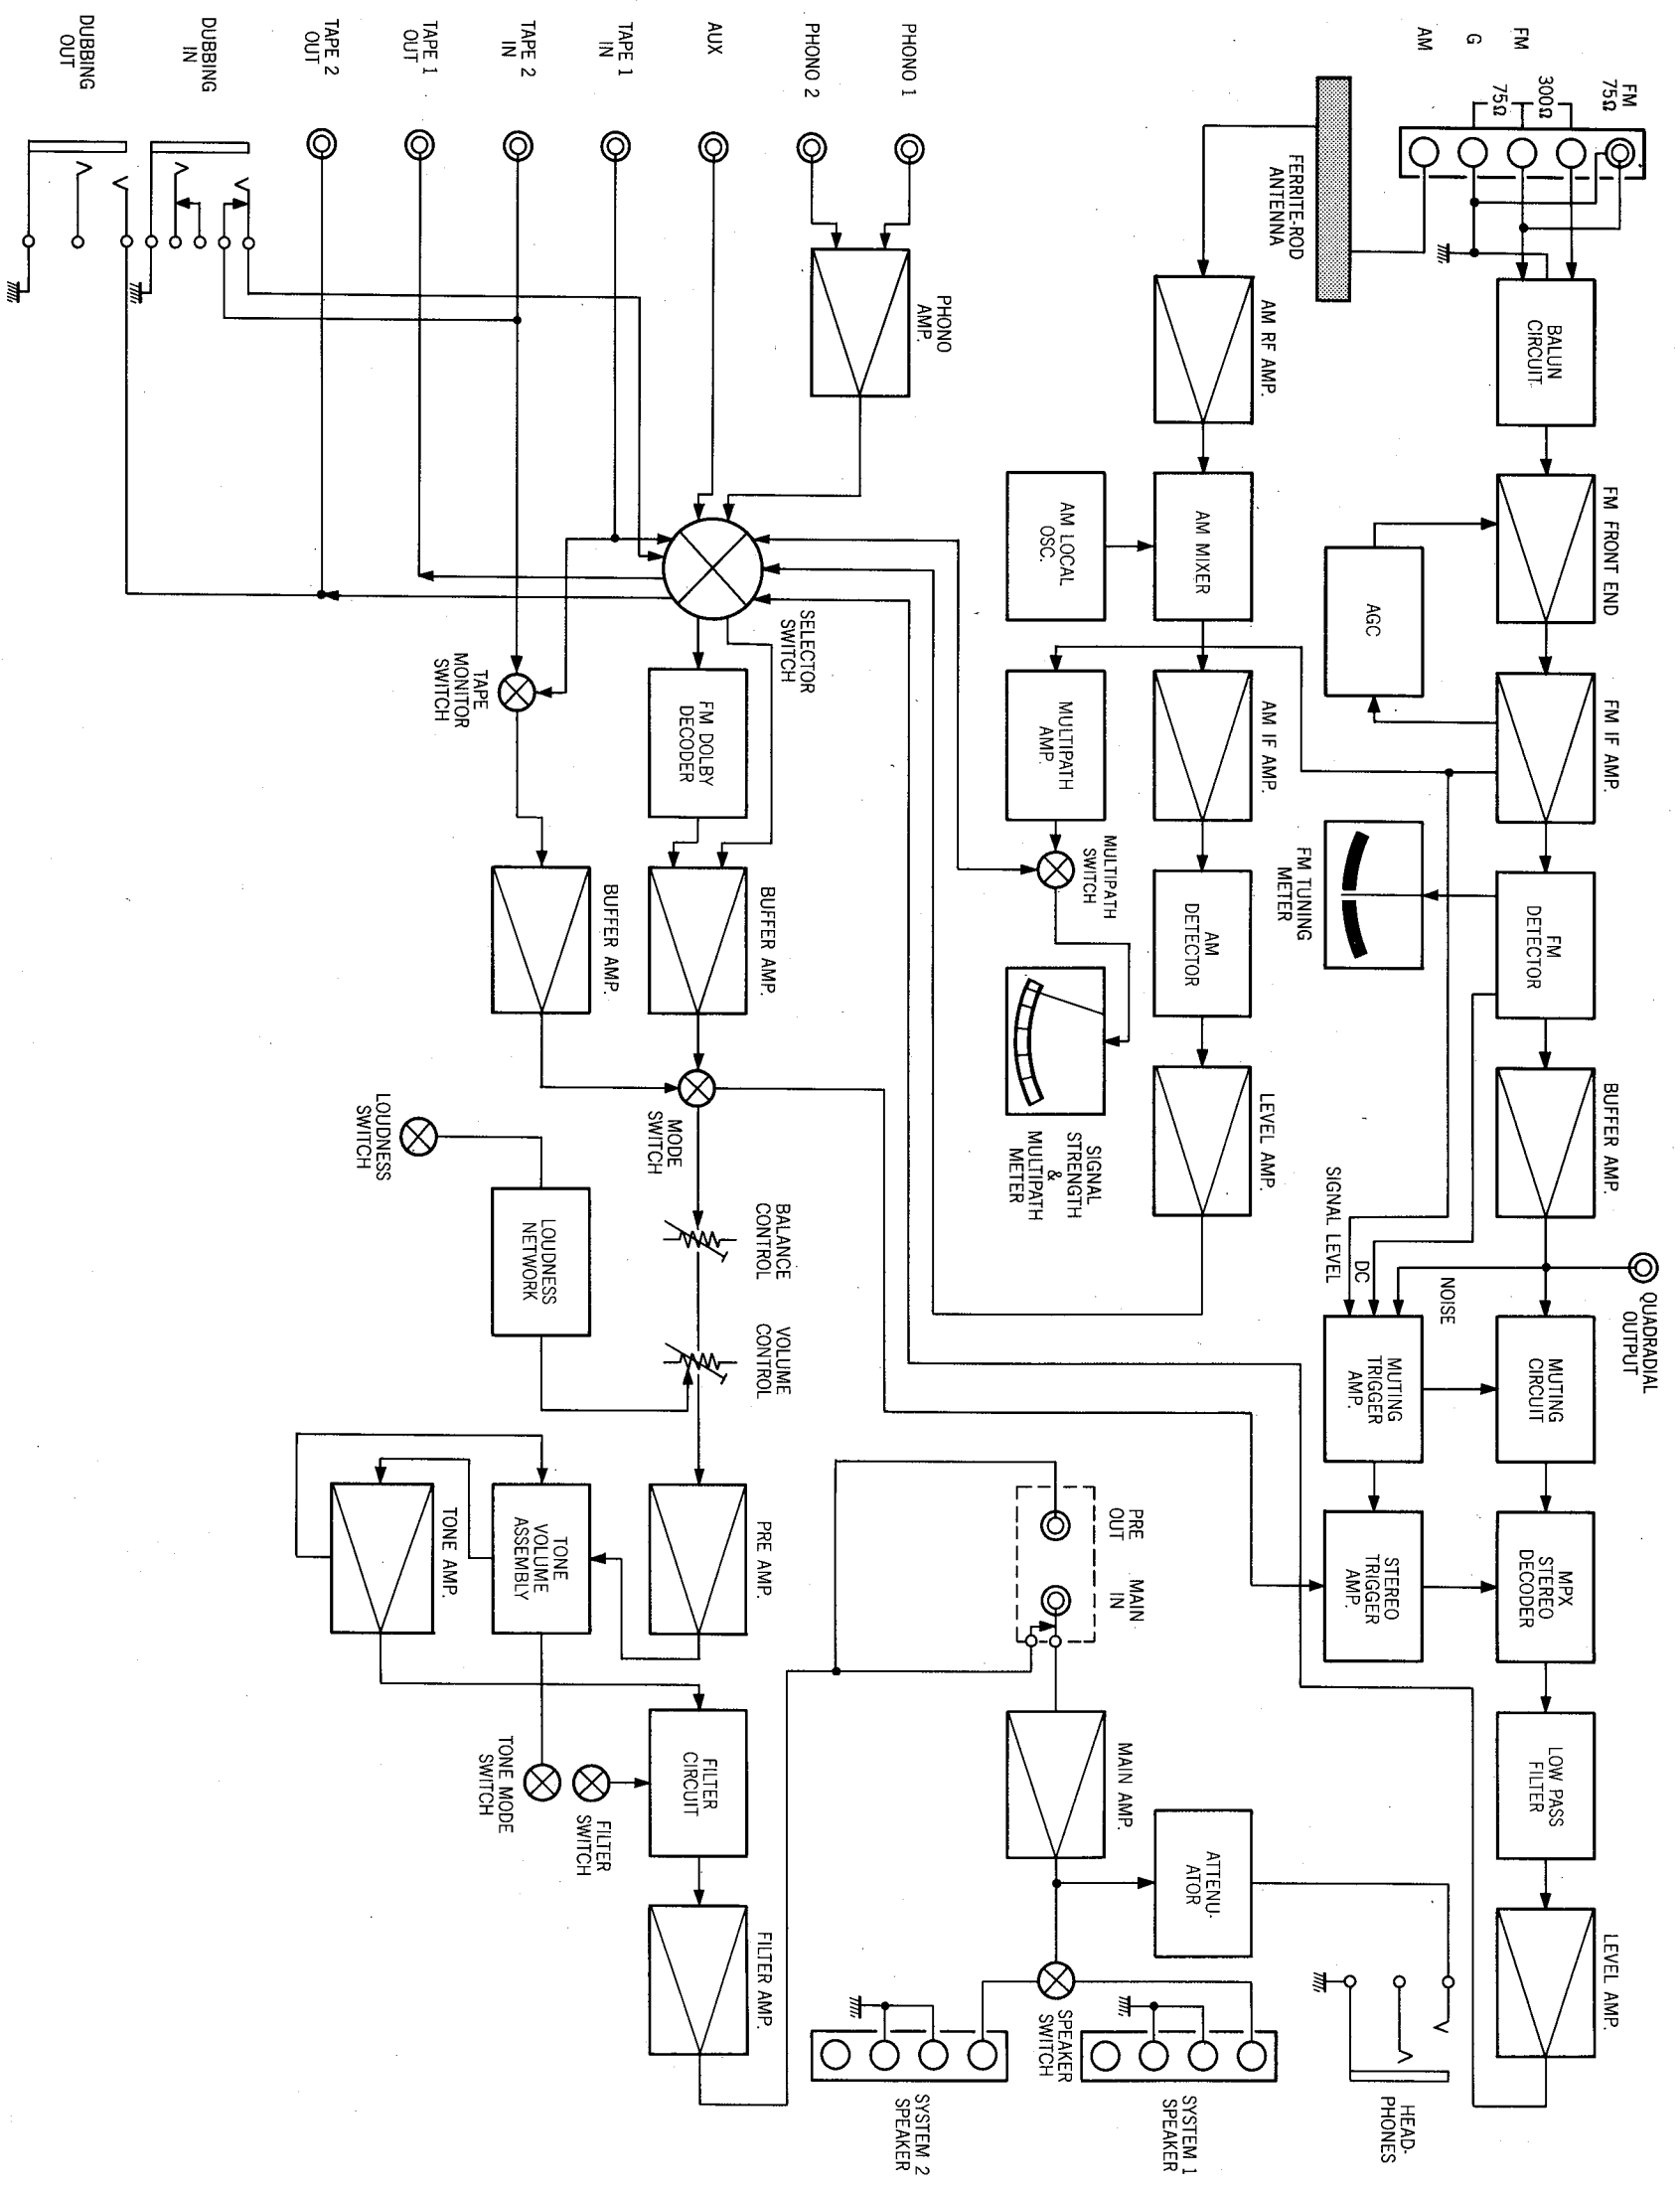 FM
75Ω
300Ω
75Ω
FM
G
AM
BALUN
CIRCUIT
FM FRONT END
AGC
FM IF AMP.
FM
DETECTOR
FM TUNING
METER
BUFFER AMP.
QUADRADIAL
OUTPUT
NOISE
DC
SIGNAL LEVEL
MUTING
CIRCUIT
MUTING
TRIGGER
AMP.
MPX
STEREO
DECODER
STEREO
TRIGGER
AMP.
LOW PASS
FILTER
LEVEL AMP.
FERRITE-ROD
ANTENNA
AM RF AMP.
AM MIXER
AM LOCAL
OSC.
AM IF AMP.
MULTIPATH
AMP.
MULTIPATH
SWITCH
AM
DETECTOR
LEVEL AMP.
SIGNAL
STRENGTH
&
MULTIPATH
METER
PRE
OUT
MAIN
IN
MAIN AMP.
ATTENU-
ATOR
HEAD-
PHONES
SPEAKER
SWITCH
SYSTEM 1
SPEAKER
SYSTEM 2
SPEAKER
PHONO 1
PHONO 2
AUX
TAPE 1
IN
TAPE 2
IN
TAPE 1
OUT
TAPE 2
OUT
DUBBING
IN
DUBBING
OUT
PHONO
AMP.
SELECTOR
SWITCH
FM DOLBY
DECODER
TAPE
MONITOR
SWITCH
BUFFER AMP.
BUFFER AMP.
MODE
SWITCH
LOUDNESS
SWITCH
LOUDNESS
NETWORK
BALANCE
CONTROL
VOLUME
CONTROL
PRE AMP.
TONE
VOLUME
ASSEMBLY
TONE AMP.
TONE MODE
SWITCH
FILTER
SWITCH
FILTER
CIRCUIT
FILTER AMP.